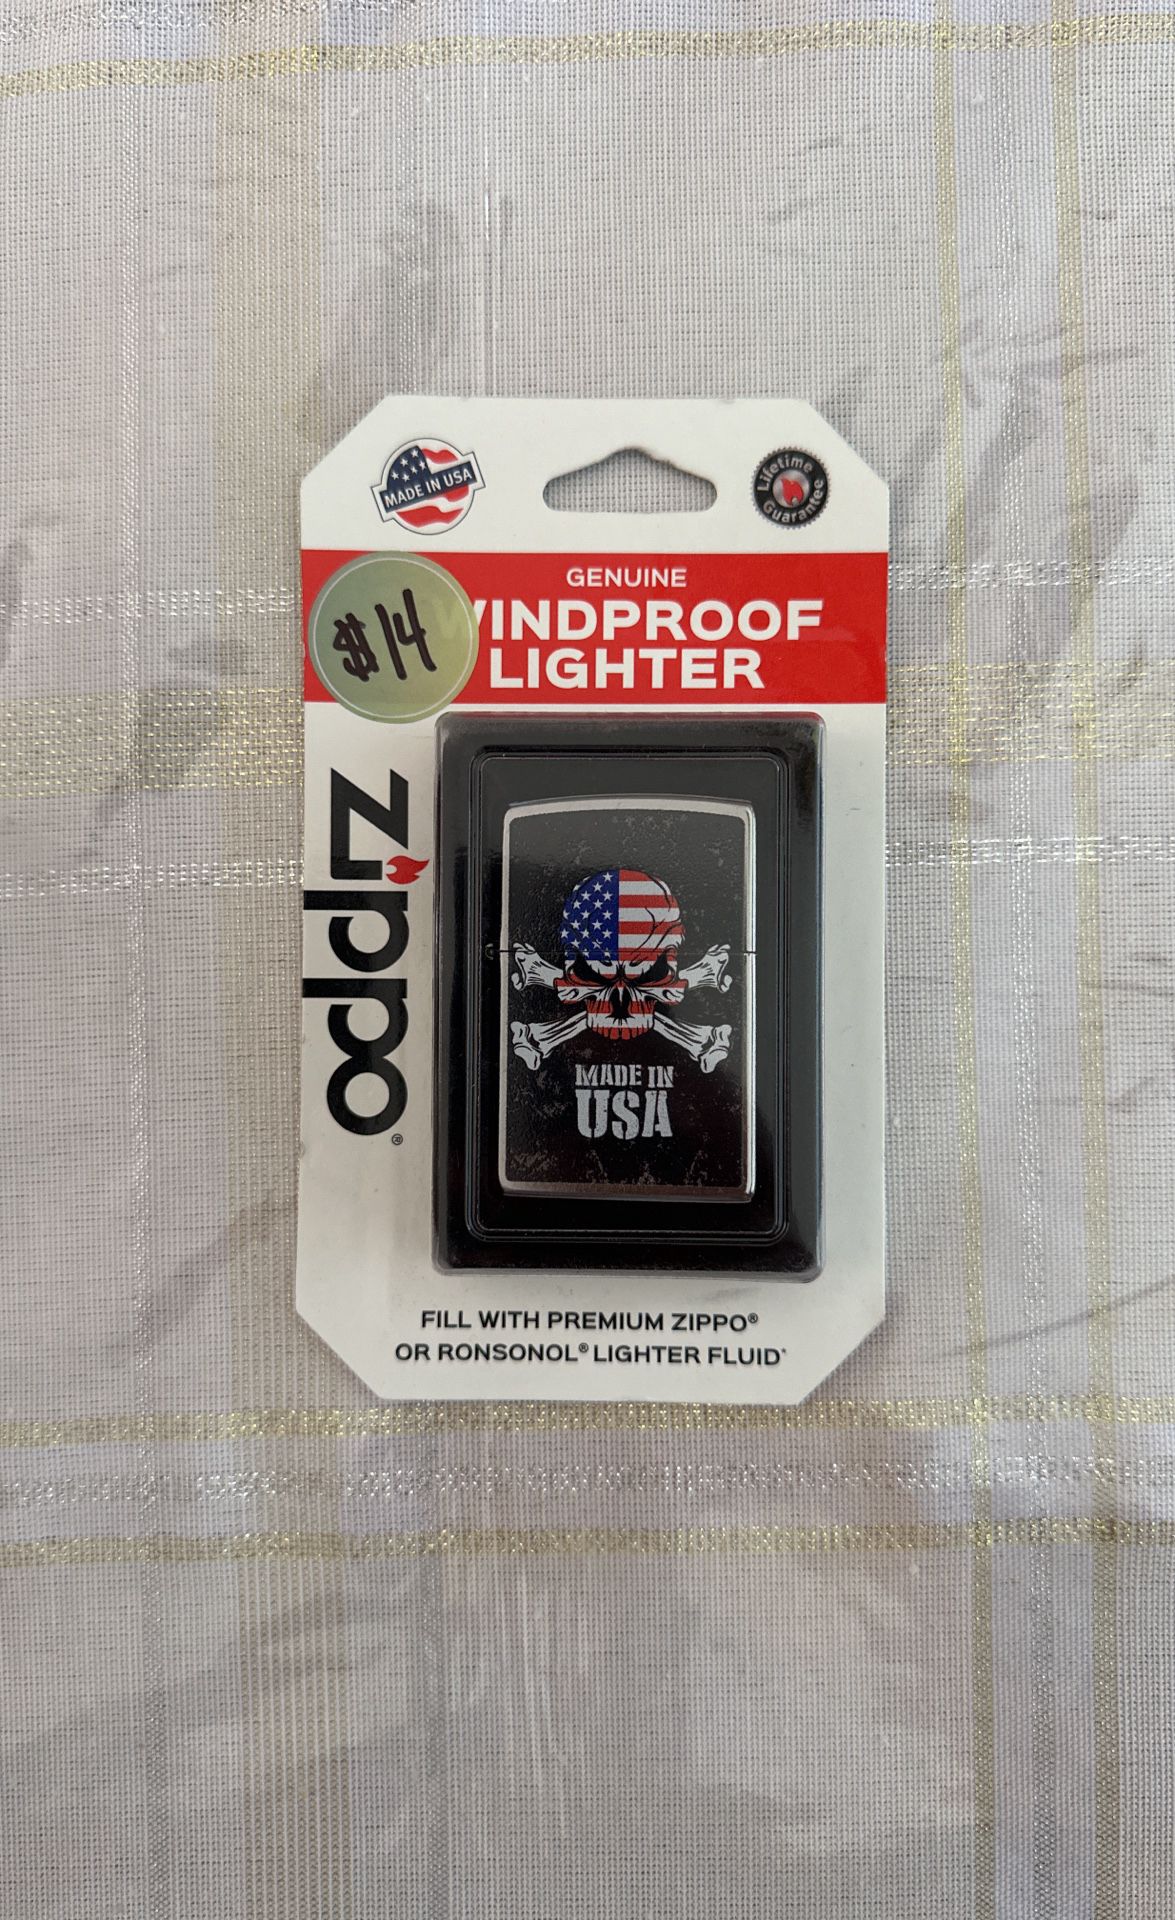 MADE IN USA
Lifetime
Guarantee
GENUINE
WINDPROOF
LIGHTER
$14
zippo®
MADE IN
USA
FILL WITH PREMIUM ZIPPO®
OR RONSONOL® LIGHTER FLUID*